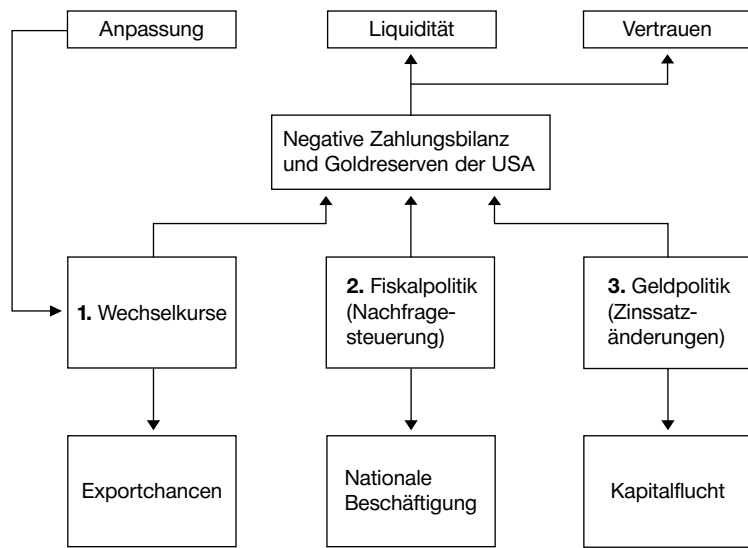 Anpassung
Liquidität
Vertrauen
Negative Zahlungsbilanz
und Goldreserven der USA
1. Wechselkurse
2. Fiskalpolitik
(Nachfrage-
steuerung)
3. Geldpolitik
(Zinssatz-
änderungen)
Exportchancen
Nationale
Beschäftigung
Kapitalflucht